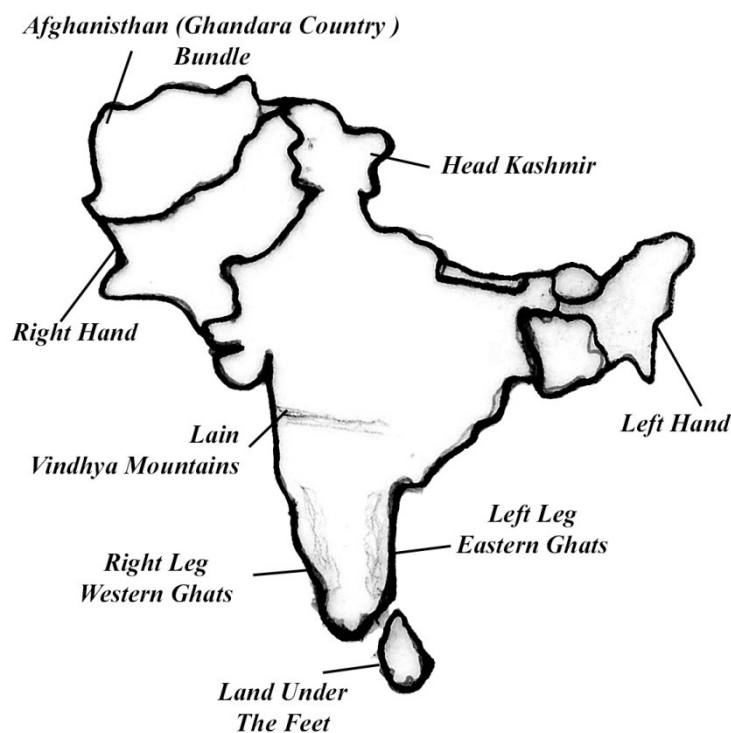 Afghanisthan (Ghandara Country )
Bundle
Head Kashmir
Right Hand
Left Hand
Lain
Vindhya Mountains
Left Leg
Eastern Ghats
Right Leg
Western Ghats
Land Under
The Feet